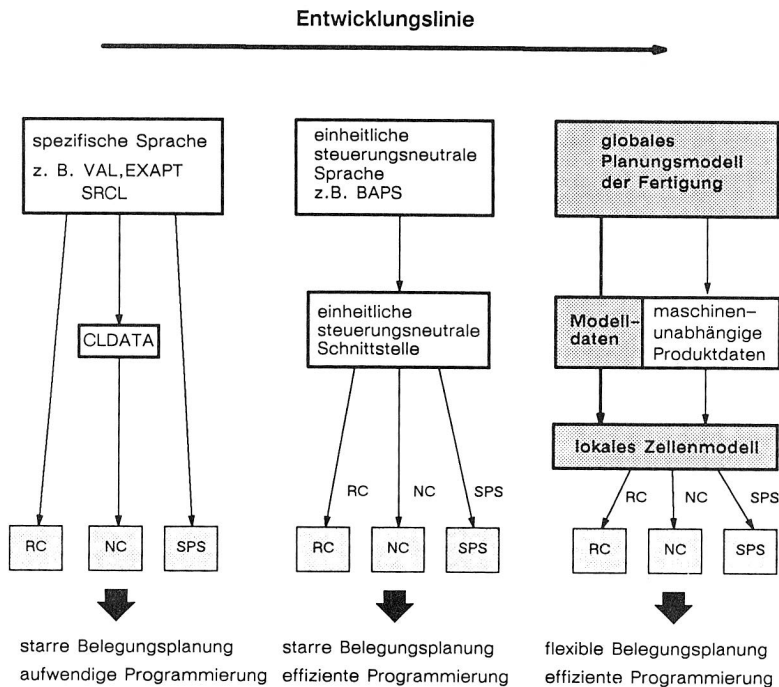 Entwicklungslinie
spezifische Sprache
z. B. VAL,EXAPT
SRCL
CLDATA
RC
NC
SPS
starre Belegungsplanung
aufwendige Programmierung
einheitliche
steuerungsneutrale
Sprache
z.B. BAPS
einheitliche
steuerungsneutrale
Schnittstelle
RC
NC
SPS
RC
NC
SPS
starre Belegungsplanung
effiziente Programmierung
globales
Planungsmodell
der Fertigung
Modell-
daten
maschinen-
unabhängige
Produktdaten
lokales Zellenmodell
RC
NC
SPS
RC
NC
SPS
flexible Belegungsplanung
effiziente Programmierung